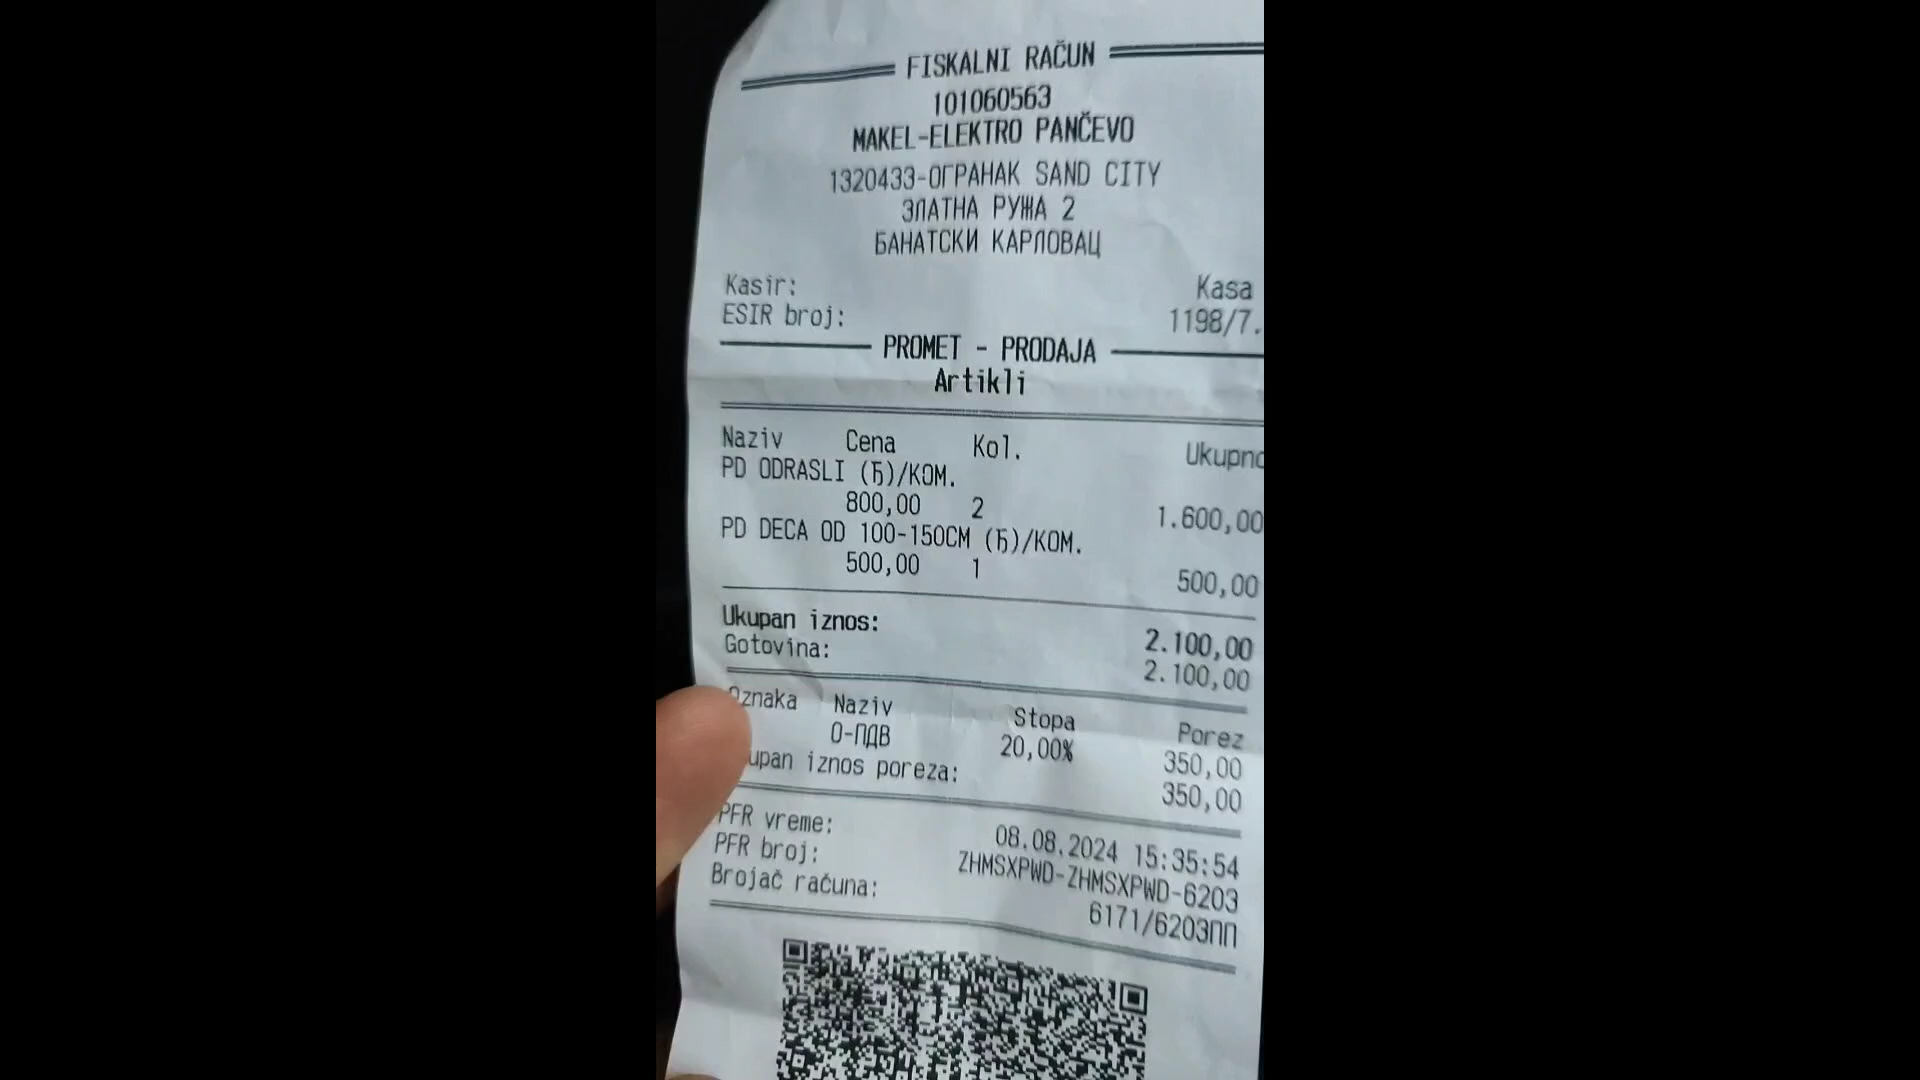 FISKALNI RAČUN
101060563
MAKEL-ELEKTRO PANČEVO
1320433-ОГРАНАК SAND CITY
ЗЛАТНА РУЖА 2
БАНАТСКИ КАРЛОВАЦ
Kasir: Kasa
ESIR broj: 1198/7.
PROMET - PRODAJA
Artikli
Naziv Cena Kol. Ukupno
PD ODRASLI (Ђ)/KOM.
800,00 2 1.600,00
PD DECA OD 100-150CM (Ђ)/KOM.
500,00 1 500,00
Ukupan iznos: 2.100,00
Gotovina: 2.100,00
Oznaka Naziv Stopa Porez
О-ПДВ 20,00% 350,00
upan iznos poreza: 350,00
PFR vreme: 08.08.2024 15:35:54
PFR broj: ZHMSXPWD-ZHMSXPWD-6203
Brojač računa: 6171/6203ПП